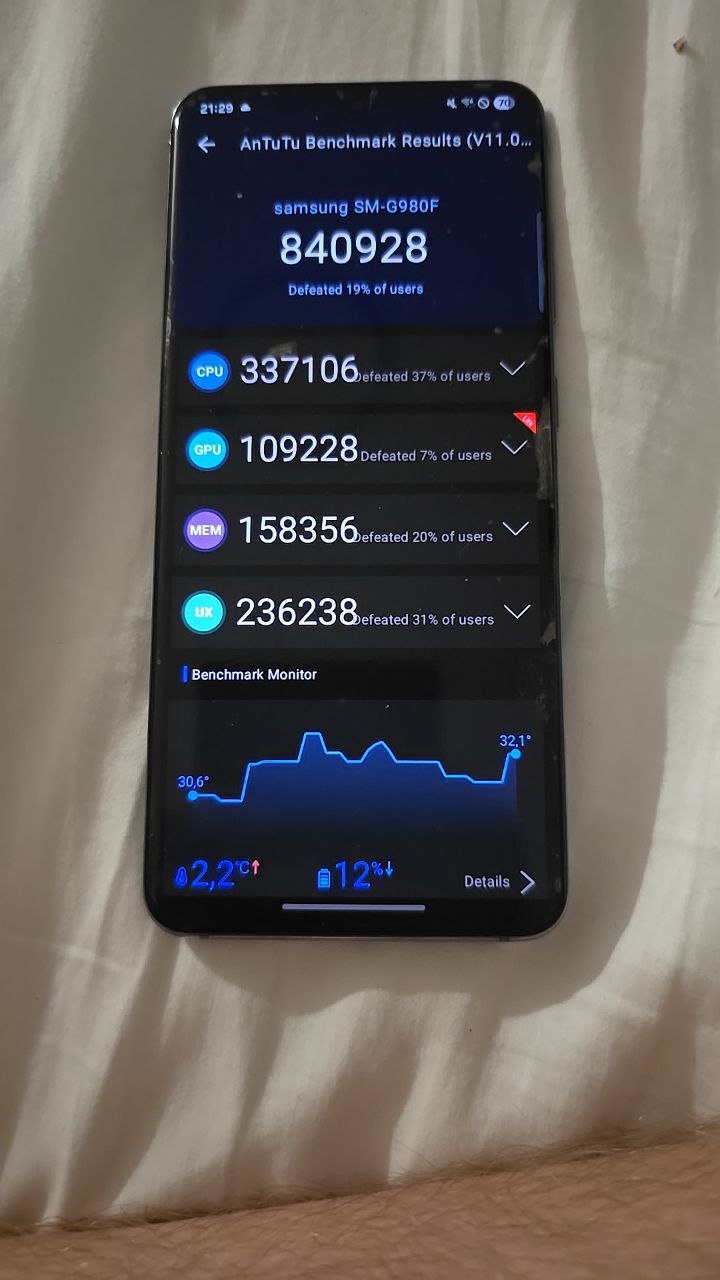 21:29 70
AnTuTu Benchmark Results (V11.0...
samsung SM-G980F
840928
Defeated 19% of users
CPU 337106 Defeated 37% of users
GPU 109228 Defeated 7% of users
MEM 158356 Defeated 20% of users
UX 236238 Defeated 31% of users
Benchmark Monitor
32,1°
30,6°
2,2°C↑ 12%↓ Details